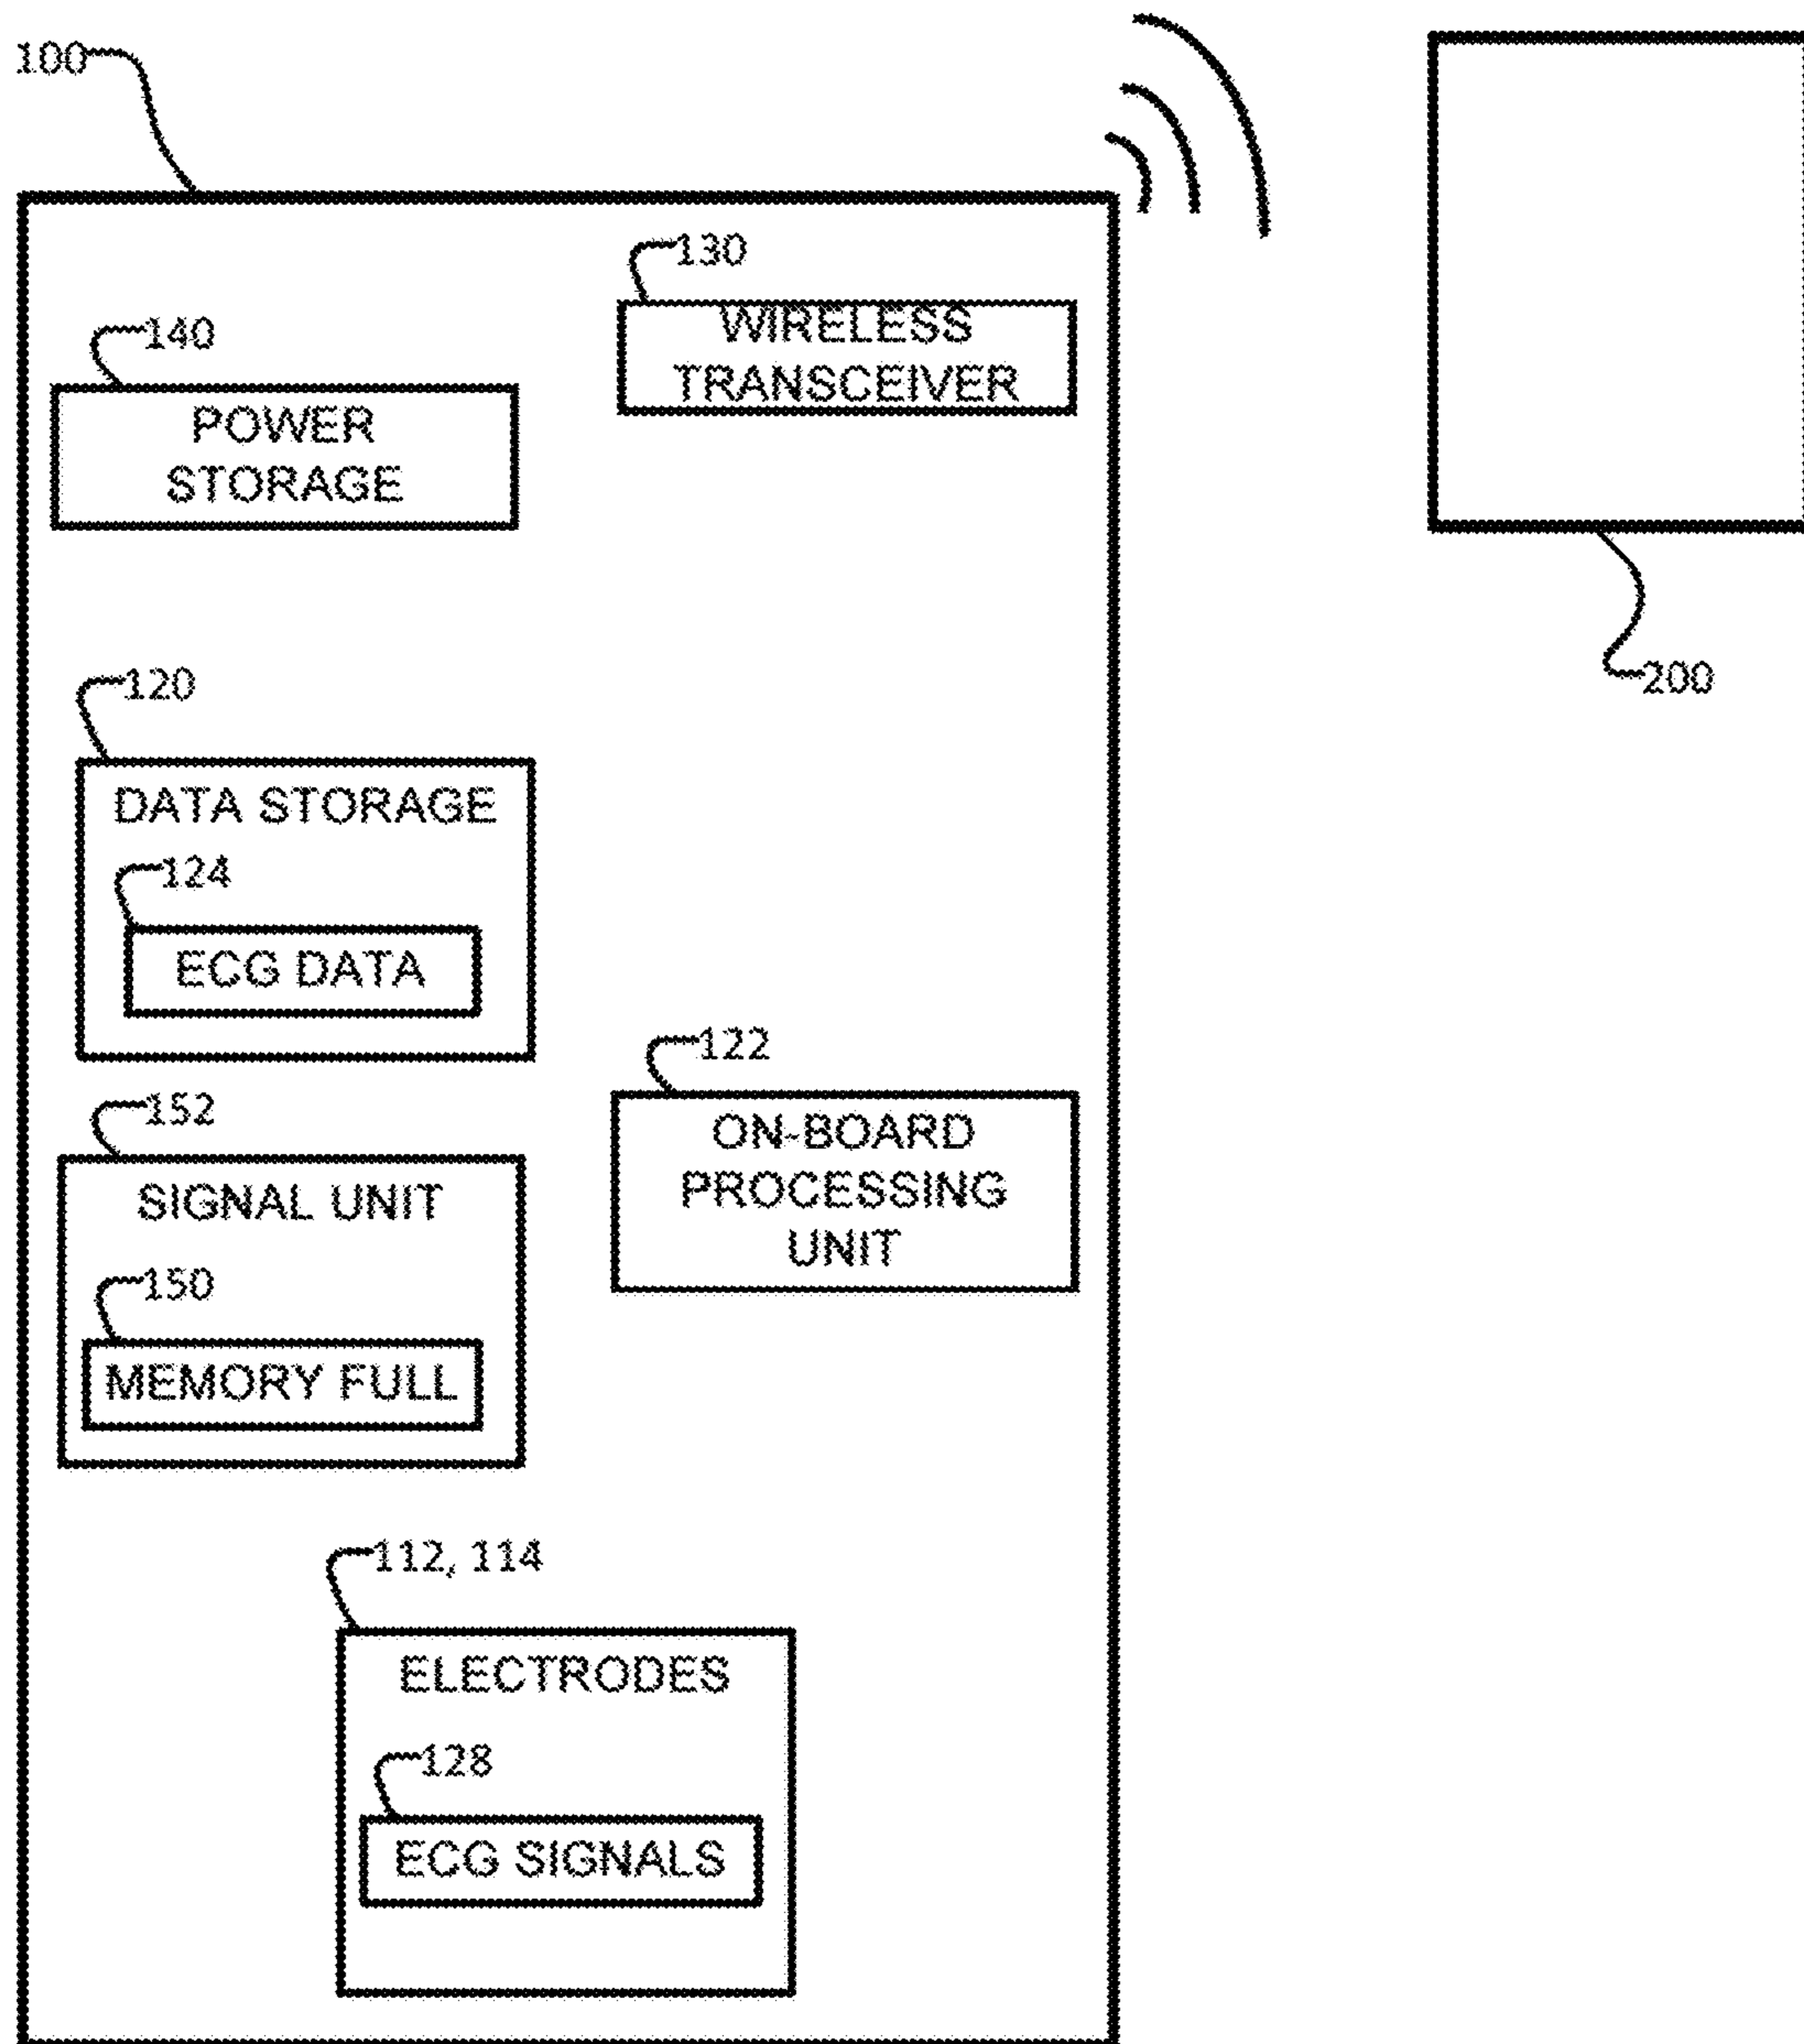 100
130
WIRELESS
TRANSCEIVER
140
POWER
STORAGE
200
120
DATA STORAGE
124
ECG DATA
122
ON-BOARD
PROCESSING
UNIT
152
SIGNAL UNIT
150
MEMORY FULL
112, 114
ELECTRODES
128
ECG SIGNALS